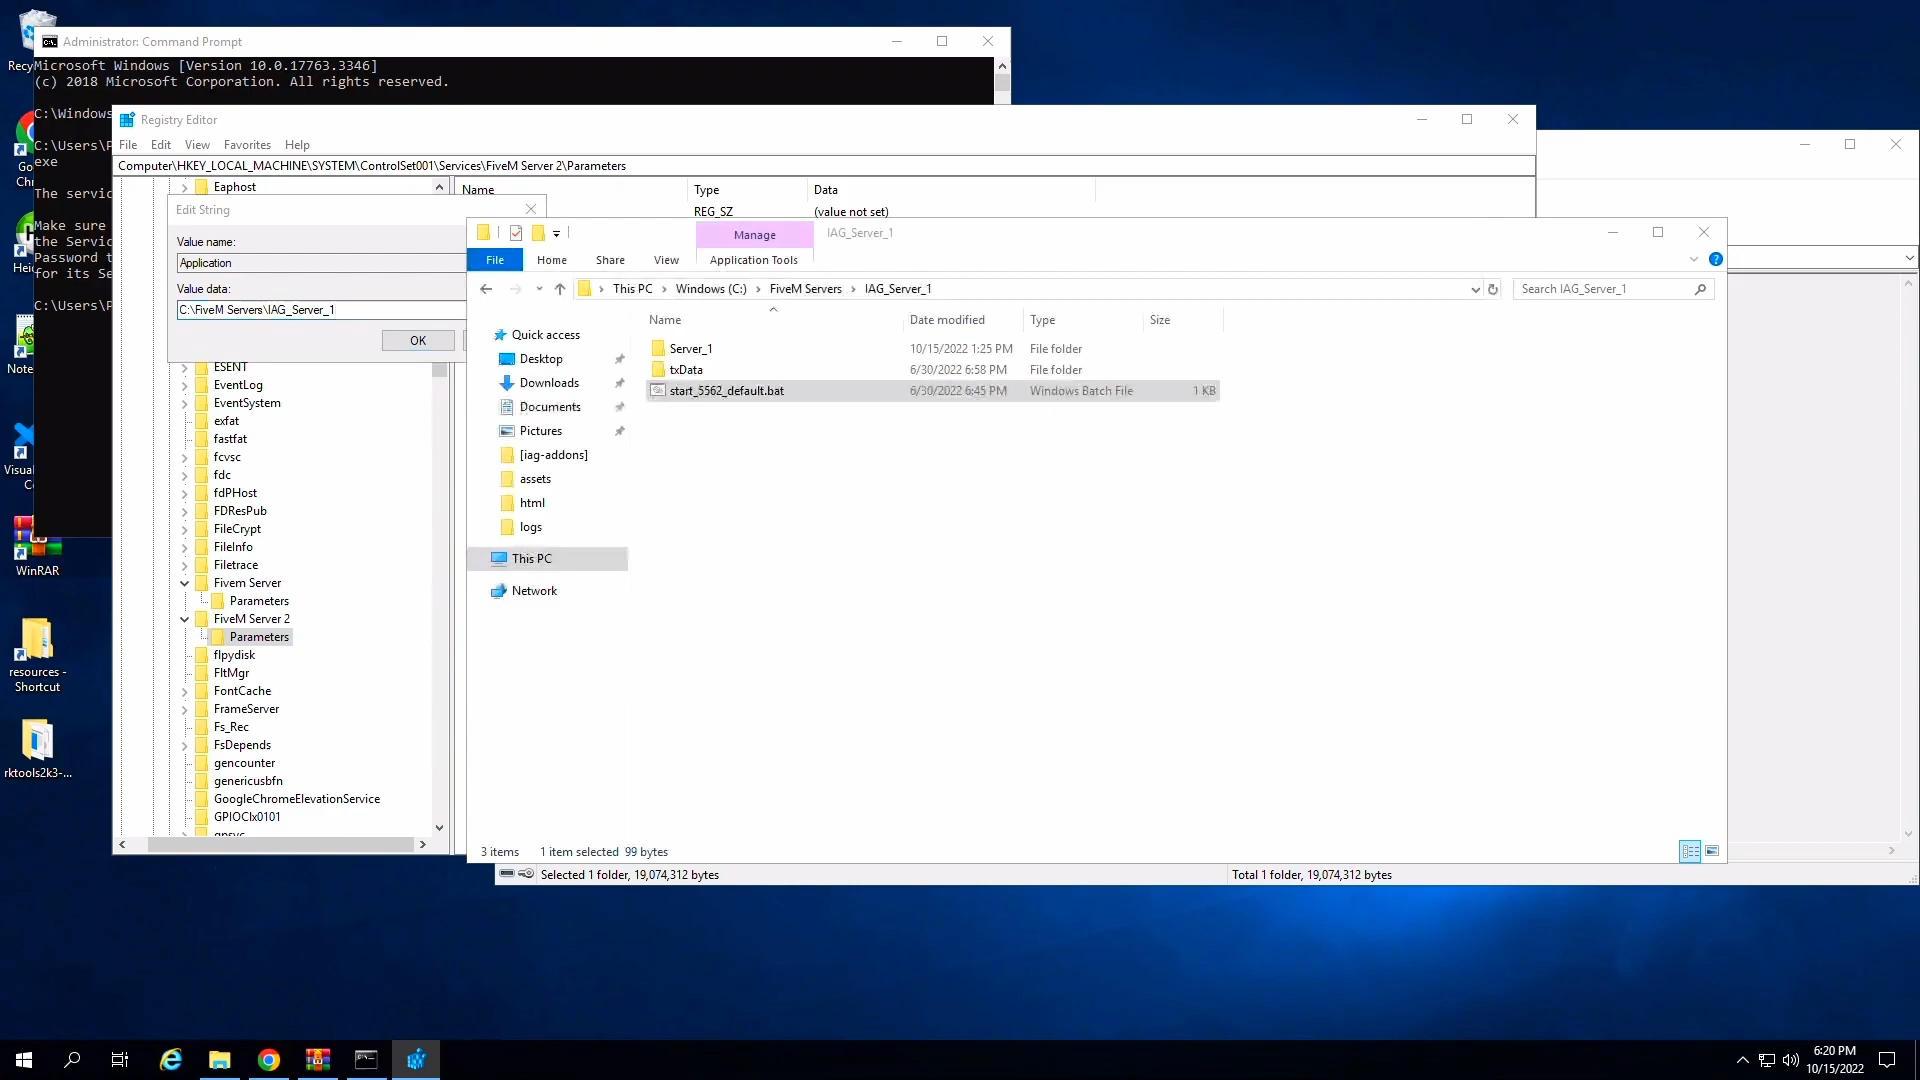 Recy
Go
Chr
Hei
Note
Visual
Co
WinRAR
resources -
Shortcut
rktools2k3-...
Administrator: Command Prompt
Microsoft Windows [Version 10.0.17763.3346]
(c) 2018 Microsoft Corporation. All rights reserved.
C:\Windows
C:\Users\P
exe
The servic
Make sure
the Servic
Password t
for its Se
C:\Users\P
Registry Editor
File Edit View Favorites Help
Computer\HKEY_LOCAL_MACHINE\SYSTEM\ControlSet001\Services\FiveM Server 2\Parameters
Eaphost
Name Type Data
REG_SZ (value not set)
Edit String
Value name:
Application
Value data:
C:\FiveM Servers\IAG_Server_1
OK
ESENT
EventLog
EventSystem
exfat
fastfat
fcvsc
fdc
fdPHost
FDResPub
FileCrypt
FileInfo
Filetrace
Fivem Server
Parameters
FiveM Server 2
Parameters
flpydisk
FltMgr
FontCache
FrameServer
Fs_Rec
FsDepends
gencounter
genericusbfn
GoogleChromeElevationService
GPIOClx0101
gpsvc
Manage IAG_Server_1
File Home Share View Application Tools
This PC Windows (C:) FiveM Servers IAG_Server_1
Search IAG_Server_1
Quick access
Desktop
Downloads
Documents
Pictures
[iag-addons]
assets
html
logs
This PC
Network
Name Date modified Type Size
Server_1 10/15/2022 1:25 PM File folder
txData 6/30/2022 6:58 PM File folder
start_5562_default.bat 6/30/2022 6:45 PM Windows Batch File 1 KB
3 items 1 item selected 99 bytes
Selected 1 folder, 19,074,312 bytes Total 1 folder, 19,074,312 bytes
6:20 PM
10/15/2022